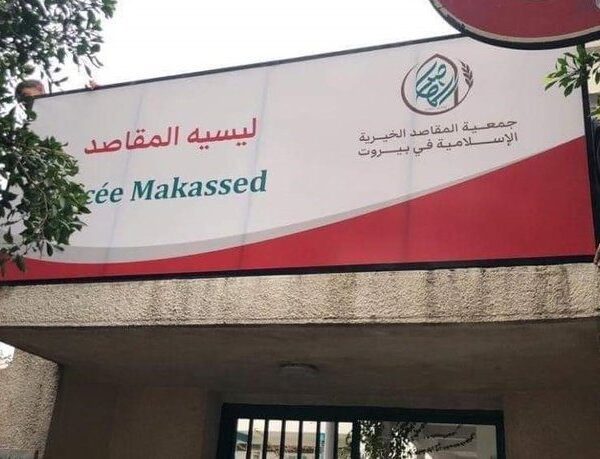 ليسيه المقاصد
cée Makassed
جمعية المقاصد الخيرية
الإسلامية في بيروت